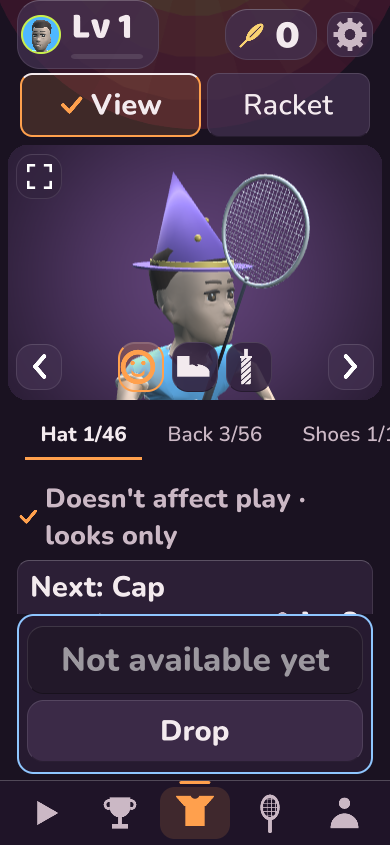 Lv 1
0
View
Racket
Hat 1/46
Back 3/56
Shoes 1/1
Doesn't affect play ·
looks only
Next: Cap
Not available yet
Drop